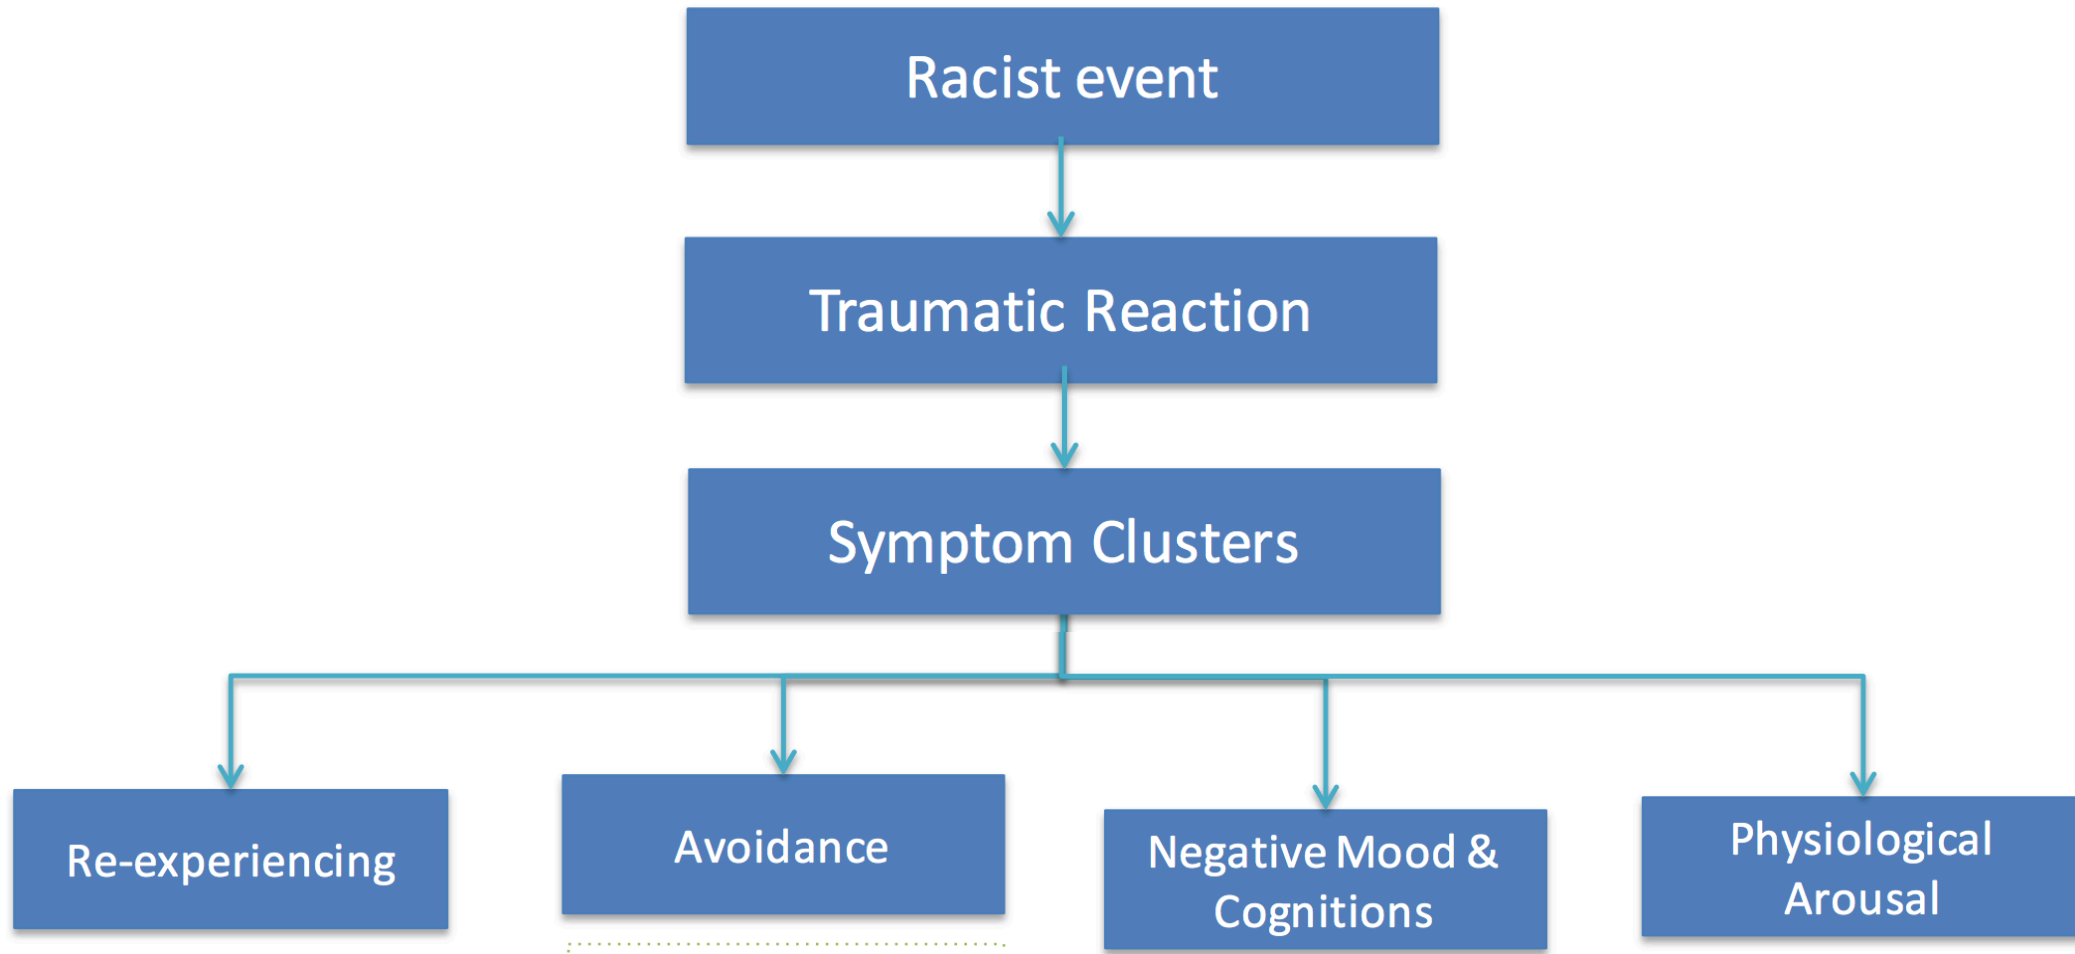 Racist event
Traumatic Reaction
Symptom Clusters
Re-experiencing
Avoidance
Negative Mood &
Cognitions
Physiological
Arousal